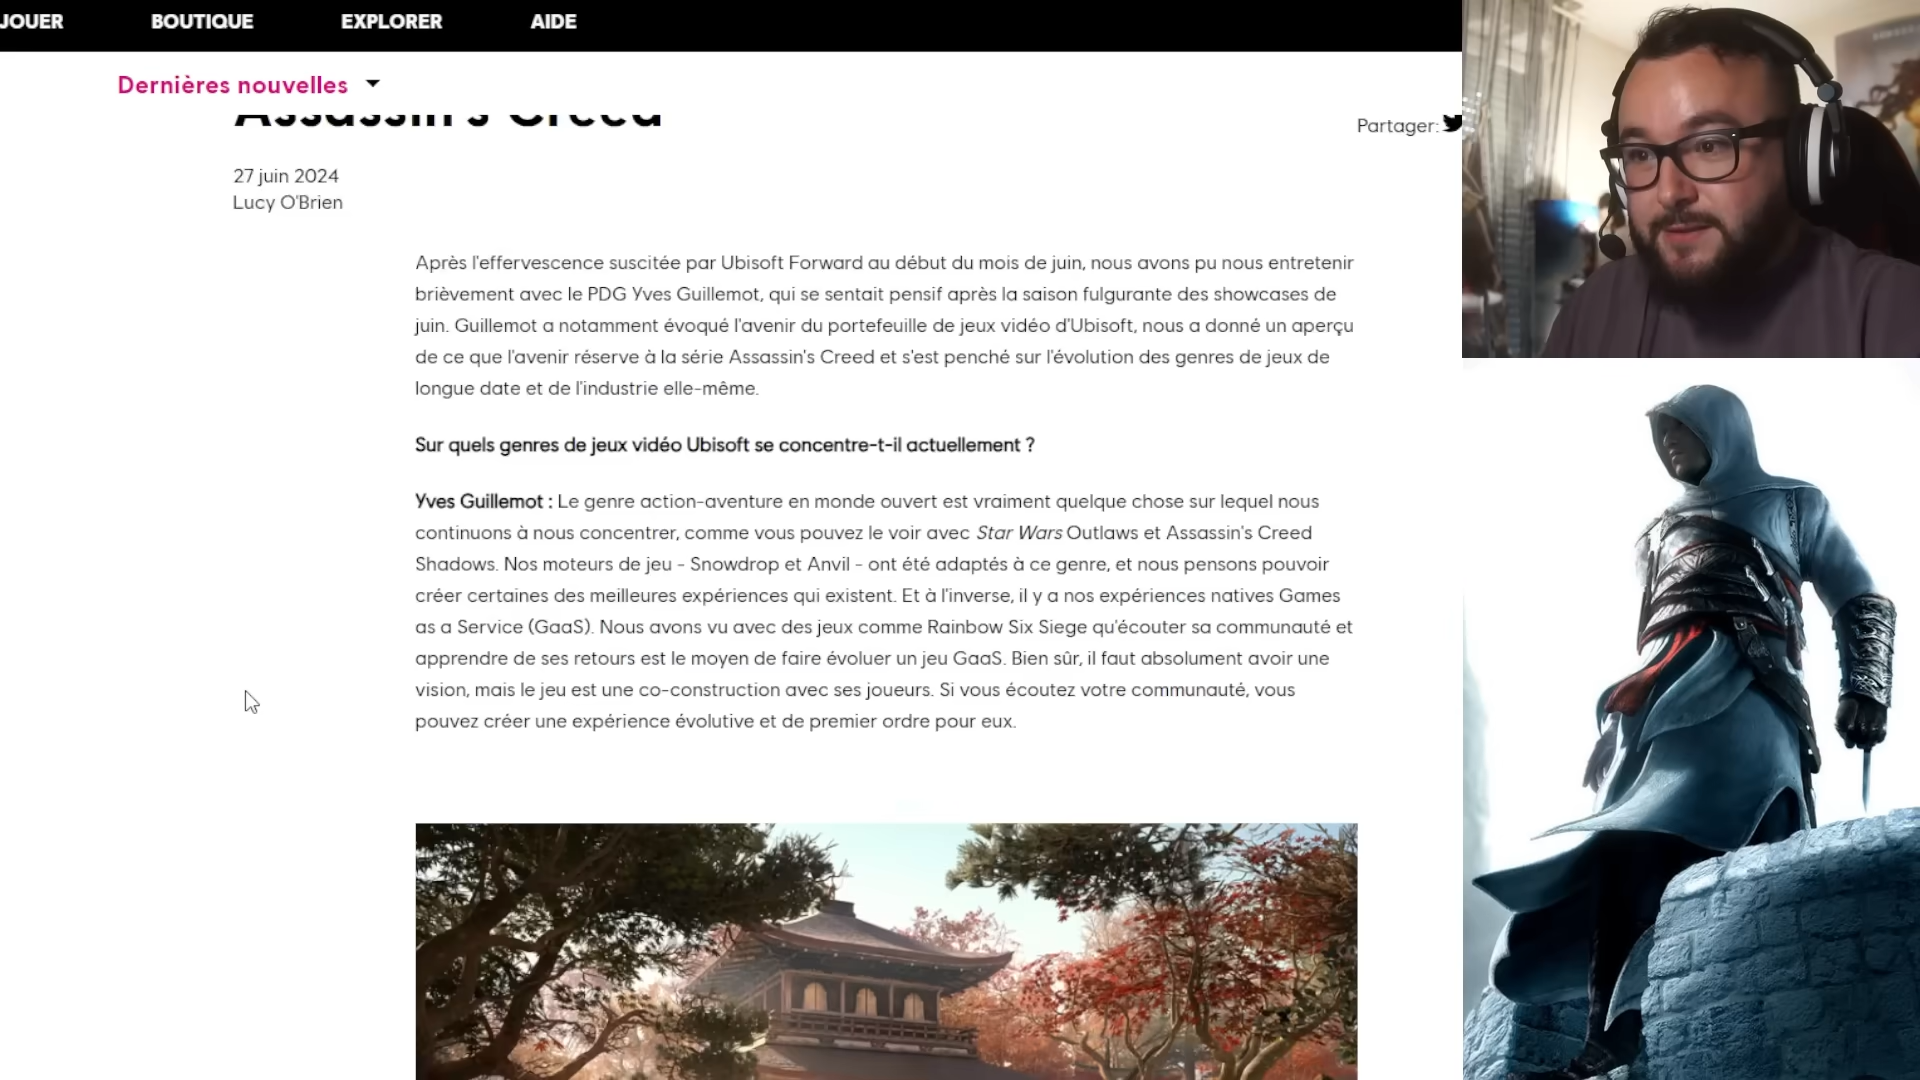 JOUER BOUTIQUE EXPLORER AIDE
Dernières nouvelles
Assassin's Creed
Partager:
27 juin 2024
Lucy O'Brien
Après l'effervescence suscitée par Ubisoft Forward au début du mois de juin, nous avons pu nous entretenir
brièvement avec le PDG Yves Guillemot, qui se sentait pensif après la saison fulgurante des showcases de
juin. Guillemot a notamment évoqué l'avenir du portefeuille de jeux vidéo d'Ubisoft, nous a donné un aperçu
de ce que l'avenir réserve à la série Assassin's Creed et s'est penché sur l'évolution des genres de jeux de
longue date et de l'industrie elle-même.
Sur quels genres de jeux vidéo Ubisoft se concentre-t-il actuellement ?
Yves Guillemot : Le genre action-aventure en monde ouvert est vraiment quelque chose sur lequel nous
continuons à nous concentrer, comme vous pouvez le voir avec Star Wars Outlaws et Assassin's Creed
Shadows. Nos moteurs de jeu - Snowdrop et Anvil - ont été adaptés à ce genre, et nous pensons pouvoir
créer certaines des meilleures expériences qui existent. Et à l'inverse, il y a nos expériences natives Games
as a Service (GaaS). Nous avons vu avec des jeux comme Rainbow Six Siege qu'écouter sa communauté et
apprendre de ses retours est le moyen de faire évoluer un jeu GaaS. Bien sûr, il faut absolument avoir une
vision, mais le jeu est une co-construction avec ses joueurs. Si vous écoutez votre communauté, vous
pouvez créer une expérience évolutive et de premier ordre pour eux.